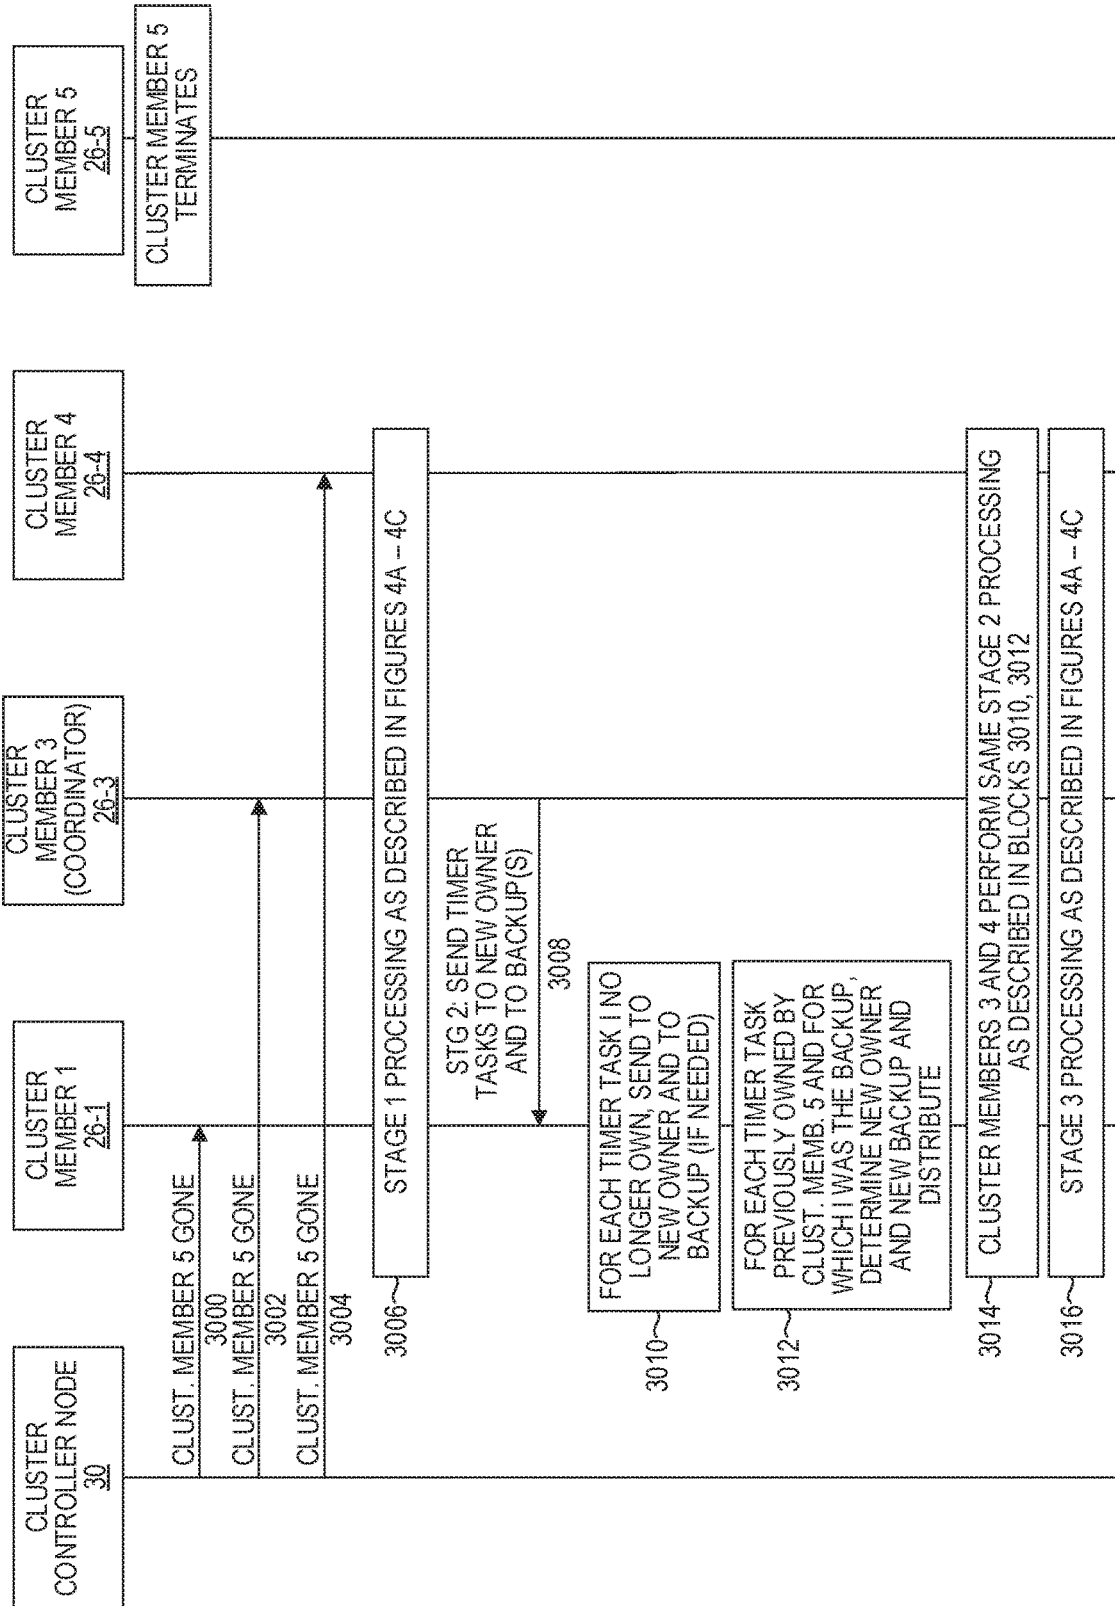 CLUSTER
CONTROLLER NODE
30
CLUSTER
MEMBER 1
26-1
CLUSTER
MEMBER 3
(COORDINATOR)
26-3
CLUSTER
MEMBER 4
26-4
CLUSTER
MEMBER 5
26-5
CLUSTER MEMBER 5
TERMINATES
CLUST. MEMBER 5 GONE
3000
CLUST. MEMBER 5 GONE
3002
CLUST. MEMBER 5 GONE
3004
3006
STAGE 1 PROCESSING AS DESCRIBED IN FIGURES 4A – 4C
STG 2: SEND TIMER
TASKS TO NEW OWNER
AND TO BACKUP(S)
3008
3010
FOR EACH TIMER TASK I NO
LONGER OWN, SEND TO
NEW OWNER AND TO
BACKUP (IF NEEDED)
3012
FOR EACH TIMER TASK
PREVIOUSLY OWNED BY
CLUST. MEMB. 5 AND FOR
WHICH I WAS THE BACKUP,
DETERMINE NEW OWNER
AND NEW BACKUP AND
DISTRIBUTE
3014
CLUSTER MEMBERS 3 AND 4 PERFORM SAME STAGE 2 PROCESSING
AS DESCRIBED IN BLOCKS 3010, 3012
3016
STAGE 3 PROCESSING AS DESCRIBED IN FIGURES 4A – 4C